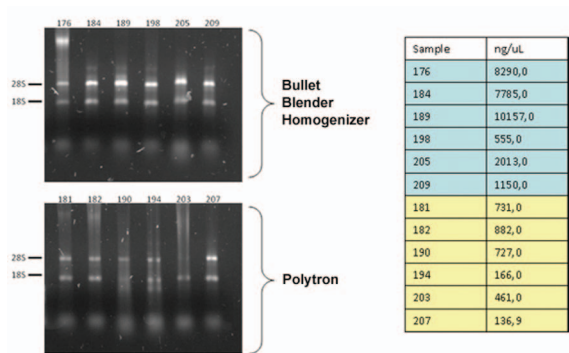 176 184 189 198 205 209
28S
18S
Bullet
Blender
Homogenizer
181 182 190 194 203 207
28S
18S
Polytron
Sample ng/uL
176 8290,0
184 7785,0
189 10157,0
198 555,0
205 2013,0
209 1150,0
181 731,0
182 882,0
190 727,0
194 166,0
203 461,0
207 136,9